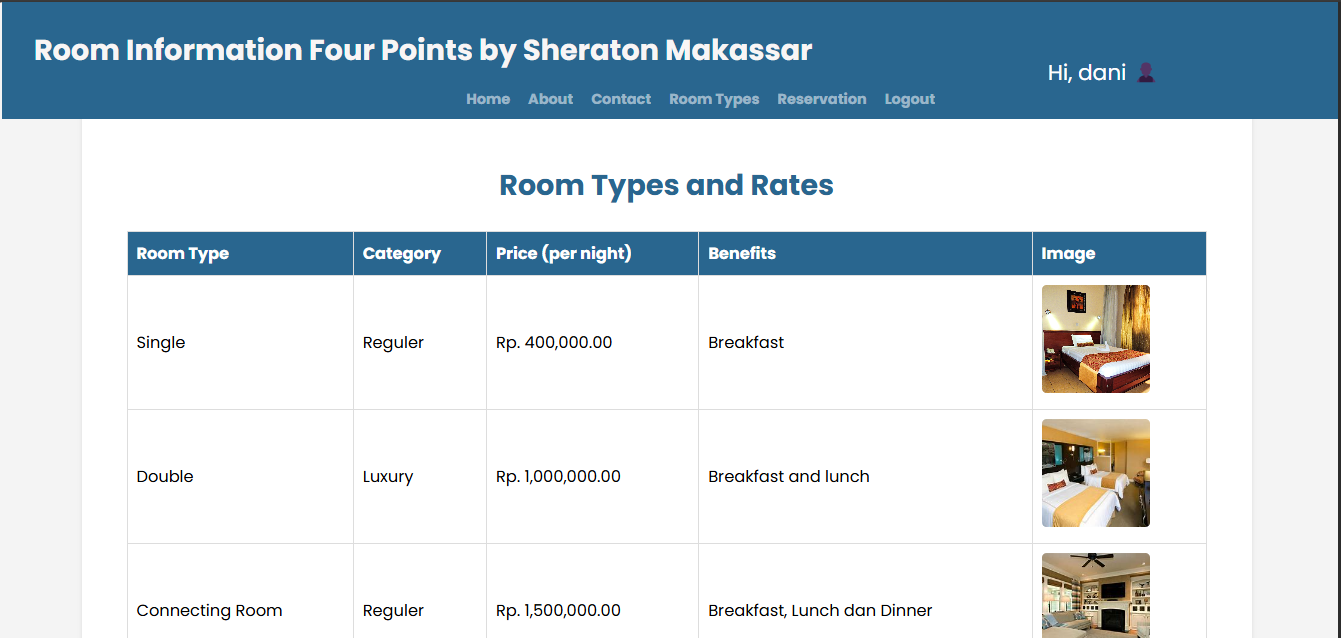 Room Information Four Points by Sheraton Makassar
Hi, dani
Home About Contact Room Types Reservation Logout
Room Types and Rates
Room Type Category Price (per night) Benefits Image
Single Reguler Rp. 400,000.00 Breakfast
Double Luxury Rp. 1,000,000.00 Breakfast and lunch
Connecting Room Reguler Rp. 1,500,000.00 Breakfast, Lunch dan Dinner